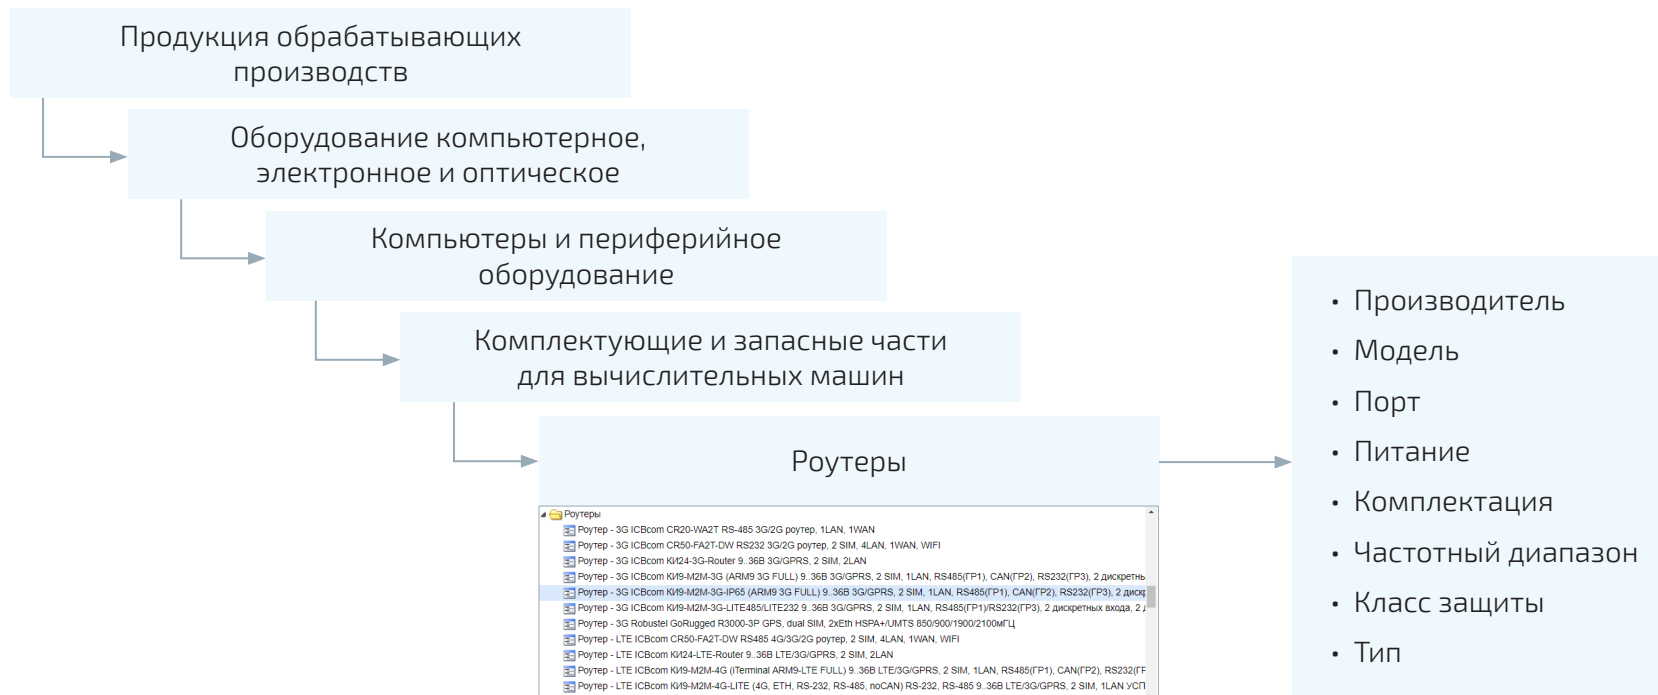 Продукция обрабатывающих
производств
Оборудование компьютерное,
электронное и оптическое
Компьютеры и периферийное
оборудование
Комплектующие и запасные части
для вычислительных машин
Роутеры
Роутеры
Роутер - 3G ICBcom CR20-WA2T RS-485 3G/2G роутер, 1LAN, 1WAN
Роутер - 3G ICBcom CR50-FA2T-DW RS232 3G/2G роутер, 2 SIM, 4LAN, 1WAN, WIFI
Роутер - 3G ICBcom КИ24-3G-Router 9..36В 3G/GPRS, 2 SIM, 2LAN
Роутер - 3G ICBcom КИ9-M2M-3G (ARM9 3G FULL) 9..36В 3G/GPRS, 2 SIM, 1LAN, RS485(ГР1), CAN(ГР2), RS232(ГР3), 2 дискретнь
Роутер - 3G ICBcom КИ9-M2M-3G-IP65 (ARM9 3G FULL) 9..36В 3G/GPRS, 2 SIM, 1LAN, RS485(ГР1), CAN(ГР2), RS232(ГР3), 2 диск
Роутер - 3G ICBcom КИ9-M2M-3G-LITE485/LITE232 9..36В 3G/GPRS, 2 SIM, 1LAN, RS485(ГР1)/RS232(ГР3), 2 дискретных входа, 2
Роутер - 3G Robustel GoRugged R3000-3P GPS, dual SIM, 2xEth HSPA+/UMTS 850/900/1900/2100мГЦ
Роутер - LTE ICBcom CR50-FA2T-DW RS485 4G/3G/2G роутер, 2 SIM, 4LAN, 1WAN, WIFI
Роутер - LTE ICBcom КИ24-LTE-Router 9..36В LTE/3G/GPRS, 2 SIM, 2LAN
Роутер - LTE ICBcom КИ9-M2M-4G (iTerminal ARM9-LTE FULL) 9..36В LTE/3G/GPRS, 2 SIM, 1LAN, RS485(ГР1), CAN(ГР2), RS232(ГР
Роутер - LTE ICBcom КИ9-M2M-4G-LITE (4G, ETH, RS-232, RS-485, noCAN) RS-232, RS-485 9..36В LTE/3G/GPRS, 2 SIM, 1LAN УСП
• Производитель
• Модель
• Порт
• Питание
• Комплектация
• Частотный диапазон
• Класс защиты
• Тип